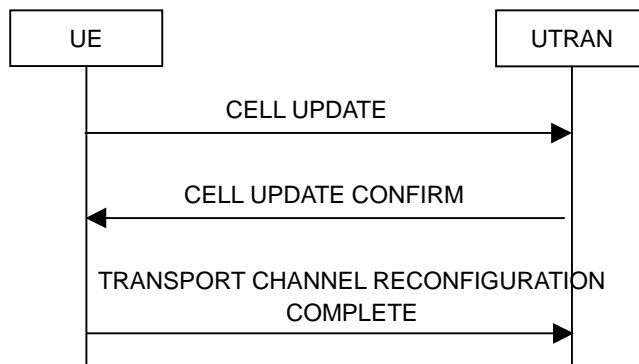 UE
UTRAN
CELL UPDATE
CELL UPDATE CONFIRM
TRANSPORT CHANNEL RECONFIGURATION
COMPLETE